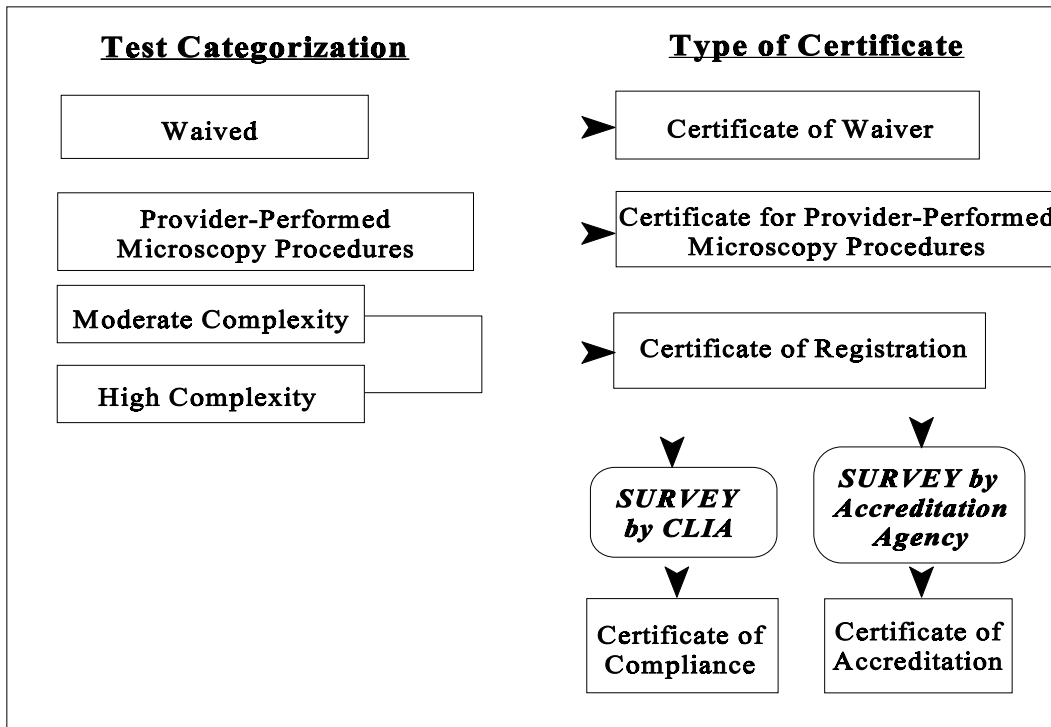 Test Categorization
Type of Certificate
Waived
Certificate of Waiver
Provider-Performed
Microscopy Procedures
Certificate for Provider-Performed
Microscopy Procedures
Moderate Complexity
Certificate of Registration
High Complexity
SURVEY
by CLIA
SURVEY by
Accreditation
Agency
Certificate of
Compliance
Certificate of
Accreditation